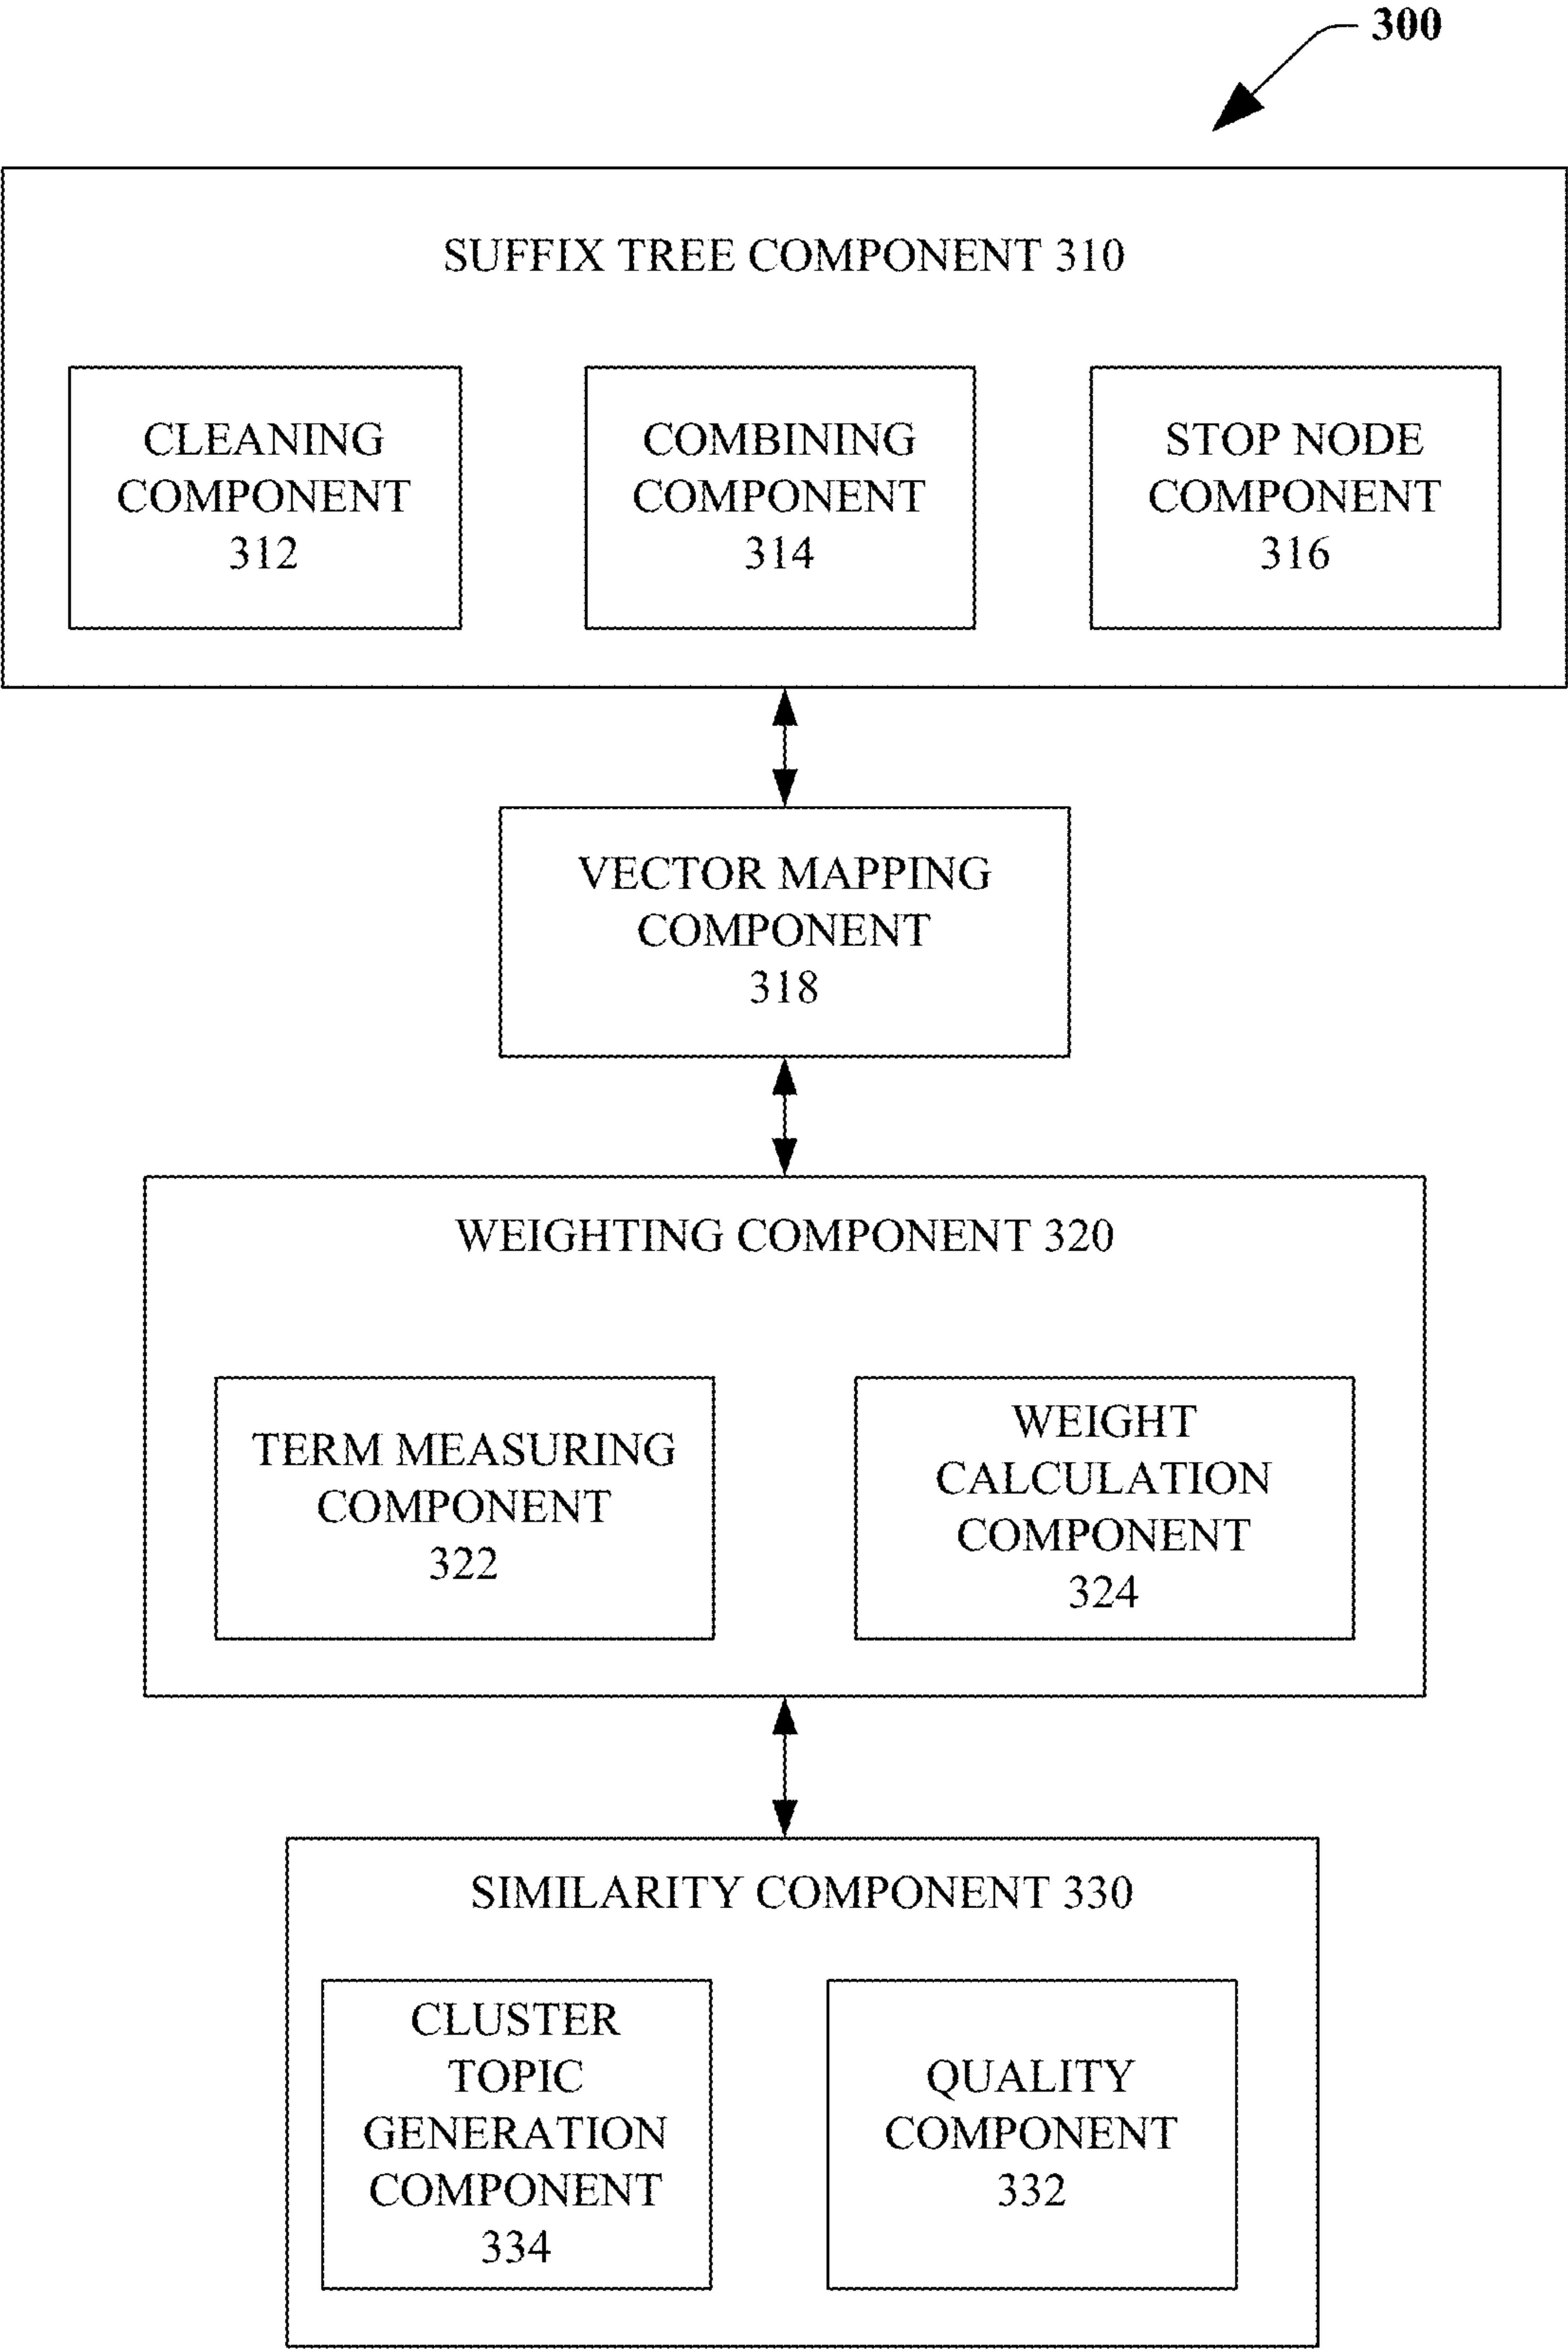 300
SUFFIX TREE COMPONENT 310
CLEANING
COMPONENT
312
COMBINING
COMPONENT
314
STOP NODE
COMPONENT
316
VECTOR MAPPING
COMPONENT
318
WEIGHTING COMPONENT 320
TERM MEASURING
COMPONENT
322
WEIGHT
CALCULATION
COMPONENT
324
SIMILARITY COMPONENT 330
CLUSTER
TOPIC
GENERATION
COMPONENT
334
QUALITY
COMPONENT
332